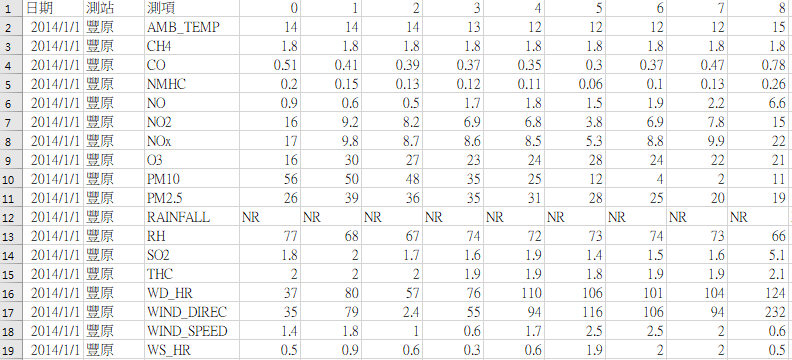 1 日期 測站 測項 0 1 2 3 4 5 6 7 8
2 2014/1/1 豐原 AMB_TEMP 14 14 14 13 12 12 12 12 15
3 2014/1/1 豐原 CH4 1.8 1.8 1.8 1.8 1.8 1.8 1.8 1.8 1.8
4 2014/1/1 豐原 CO 0.51 0.41 0.39 0.37 0.35 0.3 0.37 0.47 0.78
5 2014/1/1 豐原 NMHC 0.2 0.15 0.13 0.12 0.11 0.06 0.1 0.13 0.26
6 2014/1/1 豐原 NO 0.9 0.6 0.5 1.7 1.8 1.5 1.9 2.2 6.6
7 2014/1/1 豐原 NO2 16 9.2 8.2 6.9 6.8 3.8 6.9 7.8 15
8 2014/1/1 豐原 NOx 17 9.8 8.7 8.6 8.5 5.3 8.8 9.9 22
9 2014/1/1 豐原 O3 16 30 27 23 24 28 24 22 21
10 2014/1/1 豐原 PM10 56 50 48 35 25 12 4 2 11
11 2014/1/1 豐原 PM2.5 26 39 36 35 31 28 25 20 19
12 2014/1/1 豐原 RAINFALL NR NR NR NR NR NR NR NR NR
13 2014/1/1 豐原 RH 77 68 67 74 72 73 74 73 66
14 2014/1/1 豐原 SO2 1.8 2 1.7 1.6 1.9 1.4 1.5 1.6 5.1
15 2014/1/1 豐原 THC 2 2 2 1.9 1.9 1.8 1.9 1.9 2.1
16 2014/1/1 豐原 WD_HR 37 80 57 76 110 106 101 104 124
17 2014/1/1 豐原 WIND_DIREC 35 79 2.4 55 94 116 106 94 232
18 2014/1/1 豐原 WIND_SPEED 1.4 1.8 1 0.6 1.7 2.5 2.5 2 0.6
19 2014/1/1 豐原 WS_HR 0.5 0.9 0.6 0.3 0.6 1.9 2 2 0.5